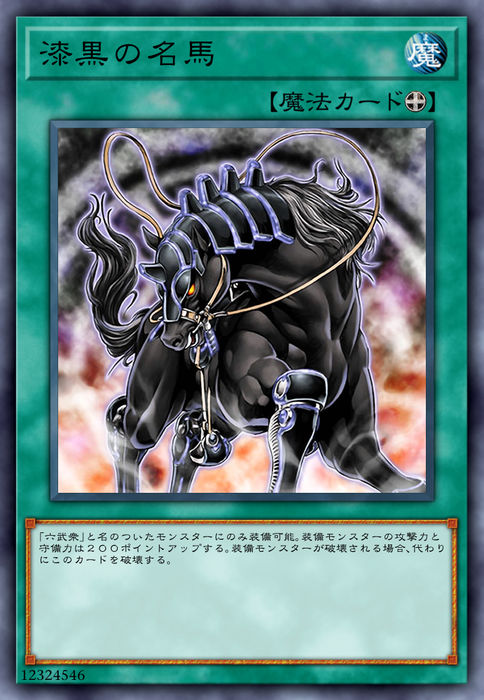 漆黒の名馬
魔
【魔法カード】
「六武衆」と名のついたモンスターにのみ装備可能。装備モンスターの攻撃力と
守備力は２００ポイントアップする。装備モンスターが破壊される場合、代わり
にこのカードを破壊する。
12324546